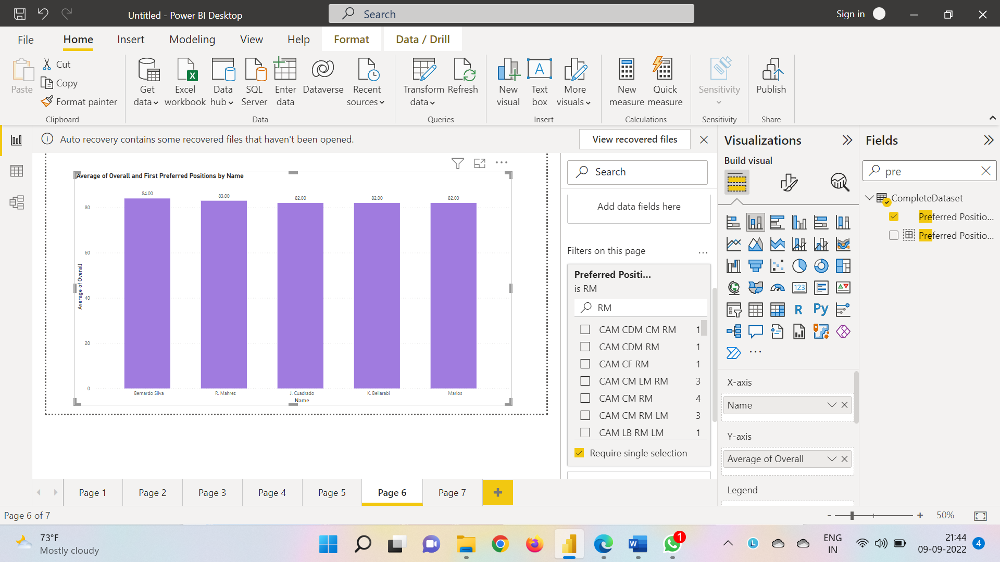 Untitled - Power BI Desktop
Search
Sign in
File
Home
Insert
Modeling
View
Help
Format
Data / Drill
Paste
Cut
Copy
Format painter
Clipboard
Get data
Excel workbook
Data hub
SQL Server
Enter data
Dataverse
Recent sources
Data
Transform data
Refresh
Queries
New visual
Text box
More visuals
Insert
New measure
Quick measure
Calculations
Sensitivity
Sensitivity
Publish
Share
Auto recovery contains some recovered files that haven't been opened.
View recovered files
Average of Overall and First Preferred Positions by Name
84.00
83.00
82.00
82.00
82.00
80
60
40
20
0
Average of Overall
Bernardo Silva
R. Mahrez
J. Cuadrado
K. Bellarabi
Marlos
Name
Search
Add data fields here
Filters on this page
...
Preferred Positi...
is RM
RM
CAM CDM CM RM 1
CAM CDM RM 1
CAM CF RM 1
CAM CM LM RM 3
CAM CM RM 4
CAM CM RM LM 3
CAM LB RM LM 1
Require single selection
Visualizations
Build visual
123
R
Py
...
X-axis
Name
Y-axis
Average of Overall
Legend
Fields
pre
CompleteDataset
Preferred Positio...
Preferred Positio...
Page 1
Page 2
Page 3
Page 4
Page 5
Page 6
Page 7
+
Page 6 of 7
- + 50%
73°F
Mostly cloudy
W
1
L
ENG
IN
21:44
09-09-2022
4